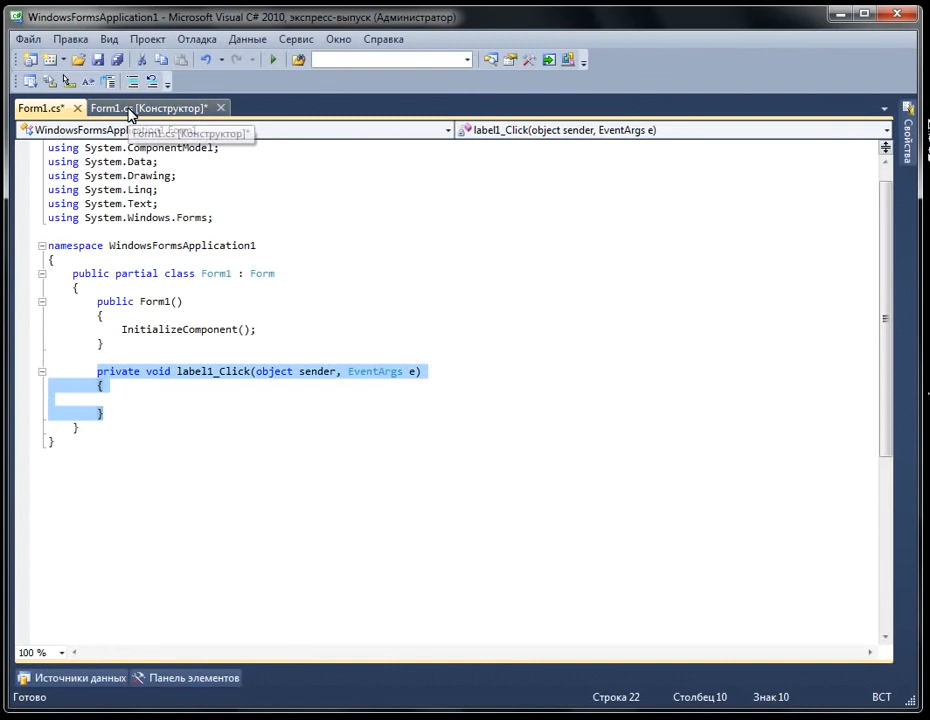 WindowsFormsApplication1 - Microsoft Visual C# 2010, экспресс-выпуск (Администратор)
Файл Правка Вид Проект Отладка Данные Сервис Окно Справка
Form1.cs* Form1.cs [Конструктор]*
Form1.cs [Конструктор]*
label1_Click(object sender, EventArgs e)
Свойства
using System.ComponentModel;
using System.Data;
using System.Drawing;
using System.Linq;
using System.Text;
using System.Windows.Forms;
namespace WindowsFormsApplication1
{
public partial class Form1 : Form
{
public Form1()
{
InitializeComponent();
}
private void label1_Click(object sender, EventArgs e)
{
}
}
}
100 %
Источники данных Панель элементов
Готово Строка 22 Столбец 10 Знак 10 ВСТ